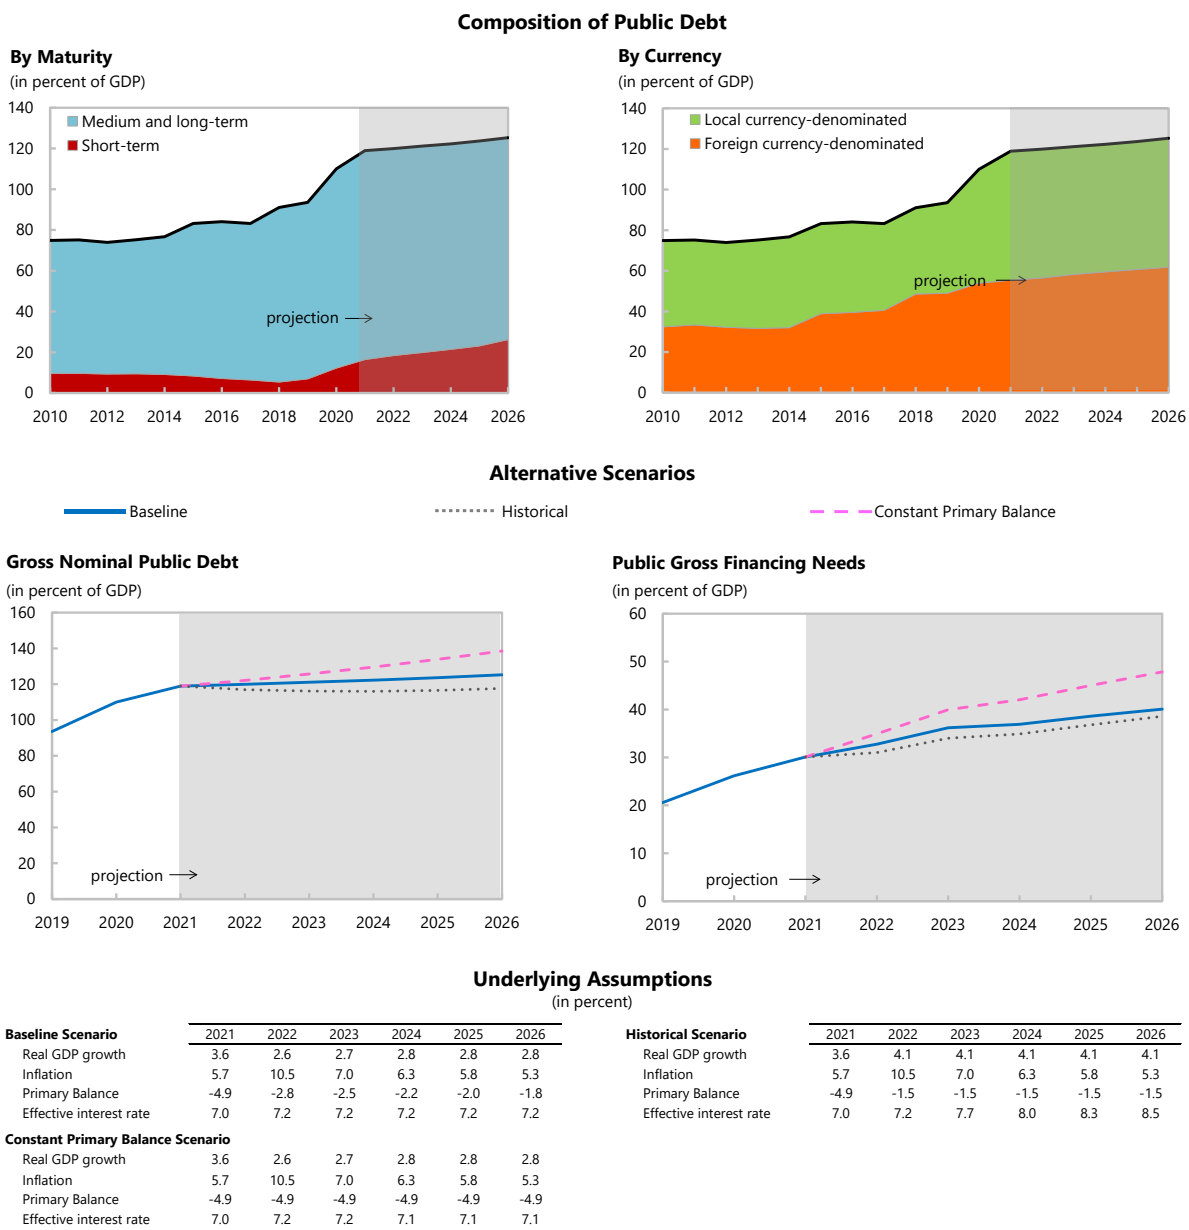 Composition of Public Debt
By Maturity
(in percent of GDP)
140
120
100
80
60
40
20
0
Medium and long-term
Short-term
projection
2010 2012 2014 2016 2018 2020 2022 2024 2026
By Currency
(in percent of GDP)
140
120
100
80
60
40
20
0
Local currency-denominated
Foreign currency-denominated
projection
2010 2012 2014 2016 2018 2020 2022 2024 2026
Alternative Scenarios
Baseline Historical Constant Primary Balance
Gross Nominal Public Debt
(in percent of GDP)
160
140
120
100
80
60
40
20
0
projection
2019 2020 2021 2022 2023 2024 2025 2026
Public Gross Financing Needs
(in percent of GDP)
60
50
40
30
20
10
0
projection
2019 2020 2021 2022 2023 2024 2025 2026
Underlying Assumptions
(in percent)
Baseline Scenario 2021 2022 2023 2024 2025 2026
Real GDP growth 3.6 2.6 2.7 2.8 2.8 2.8
Inflation 5.7 10.5 7.0 6.3 5.8 5.3
Primary Balance -4.9 -2.8 -2.5 -2.2 -2.0 -1.8
Effective interest rate 7.0 7.2 7.2 7.2 7.2 7.2
Constant Primary Balance Scenario
Real GDP growth 3.6 2.6 2.7 2.8 2.8 2.8
Inflation 5.7 10.5 7.0 6.3 5.8 5.3
Primary Balance -4.9 -4.9 -4.9 -4.9 -4.9 -4.9
Effective interest rate 7.0 7.2 7.2 7.1 7.1 7.1
Historical Scenario 2021 2022 2023 2024 2025 2026
Real GDP growth 3.6 4.1 4.1 4.1 4.1 4.1
Inflation 5.7 10.5 7.0 6.3 5.8 5.3
Primary Balance -4.9 -1.5 -1.5 -1.5 -1.5 -1.5
Effective interest rate 7.0 7.2 7.7 8.0 8.3 8.5